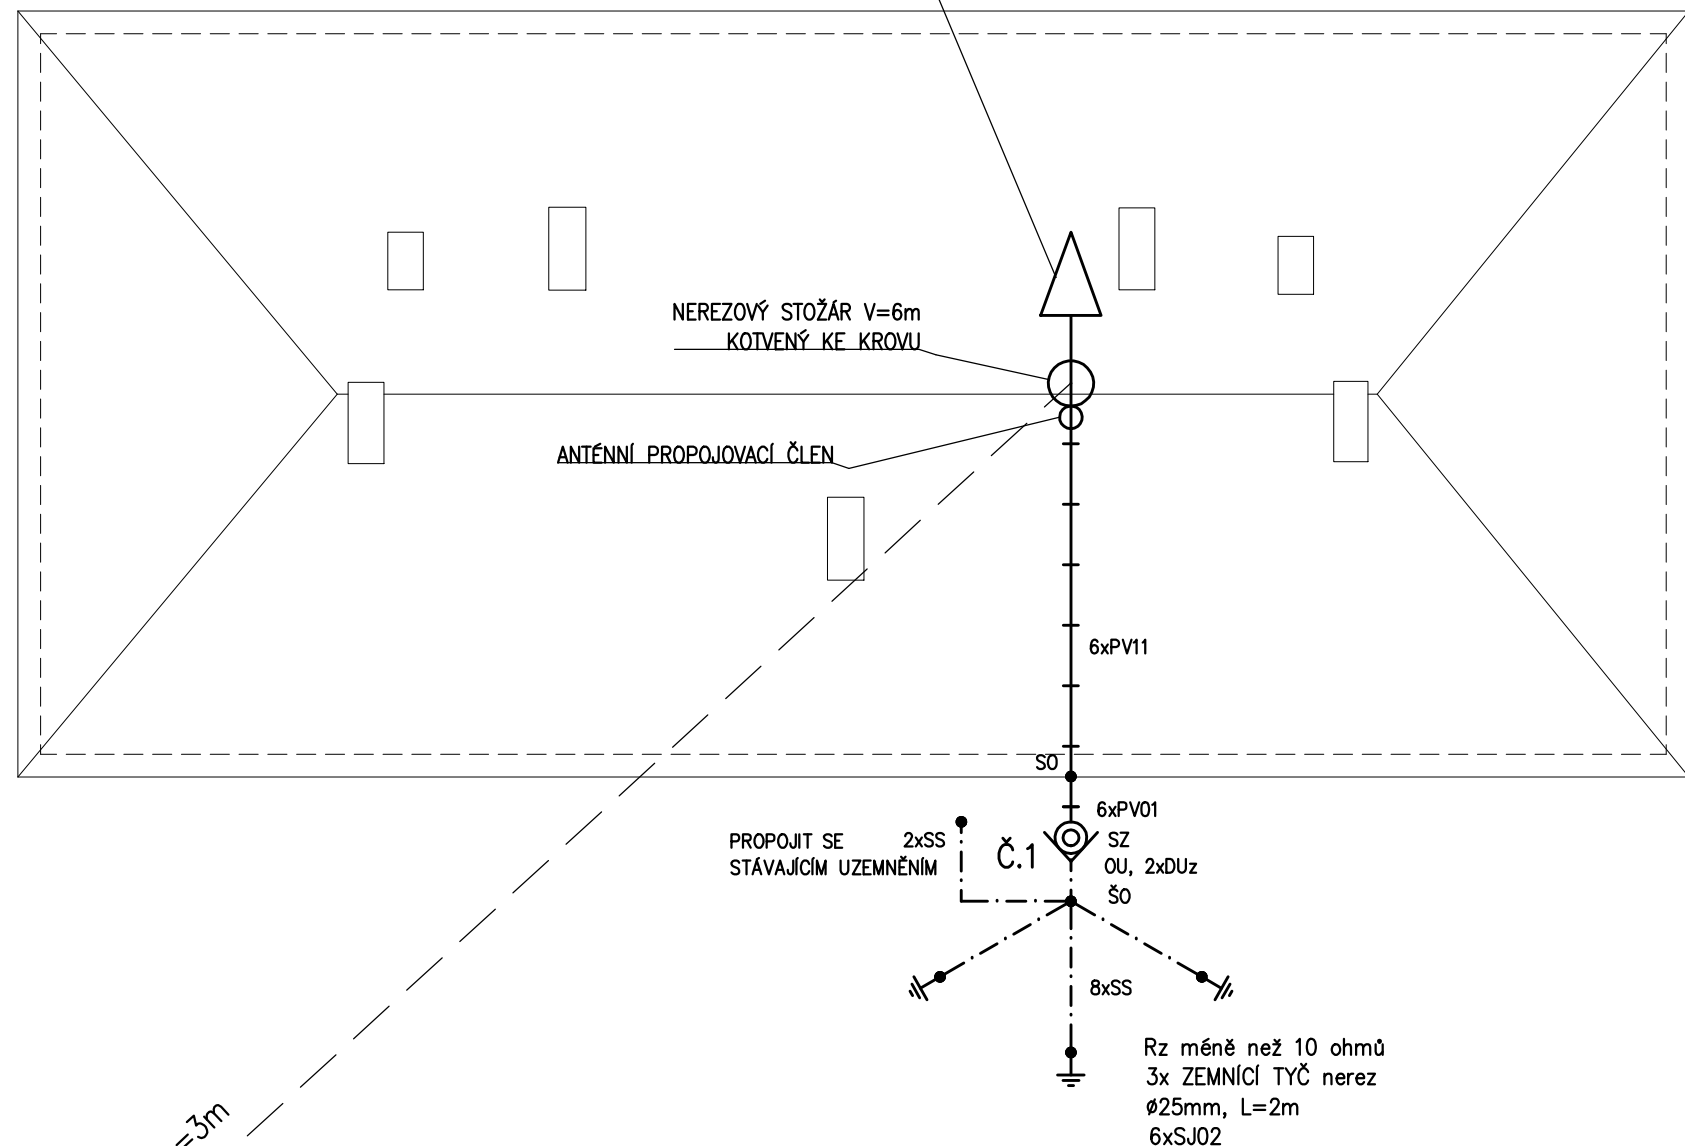 NEREZOVÝ STOŽÁR V=6m
KOTVENÝ KE KROVU
ANTÉNNÍ PROPOJOVACÍ ČLEN
6xPV11
SO
6xPV01
PROPOJIT SE
STÁVAJÍCÍM UZEMNĚNÍM
2xSS
Č.1
SZ
OU, 2xDUz
ŠO
8xSS
Rz méně než 10 ohmů
3x ZEMNÍCÍ TYČ nerez
ø25mm, L=2m
6xSJ02
=3m